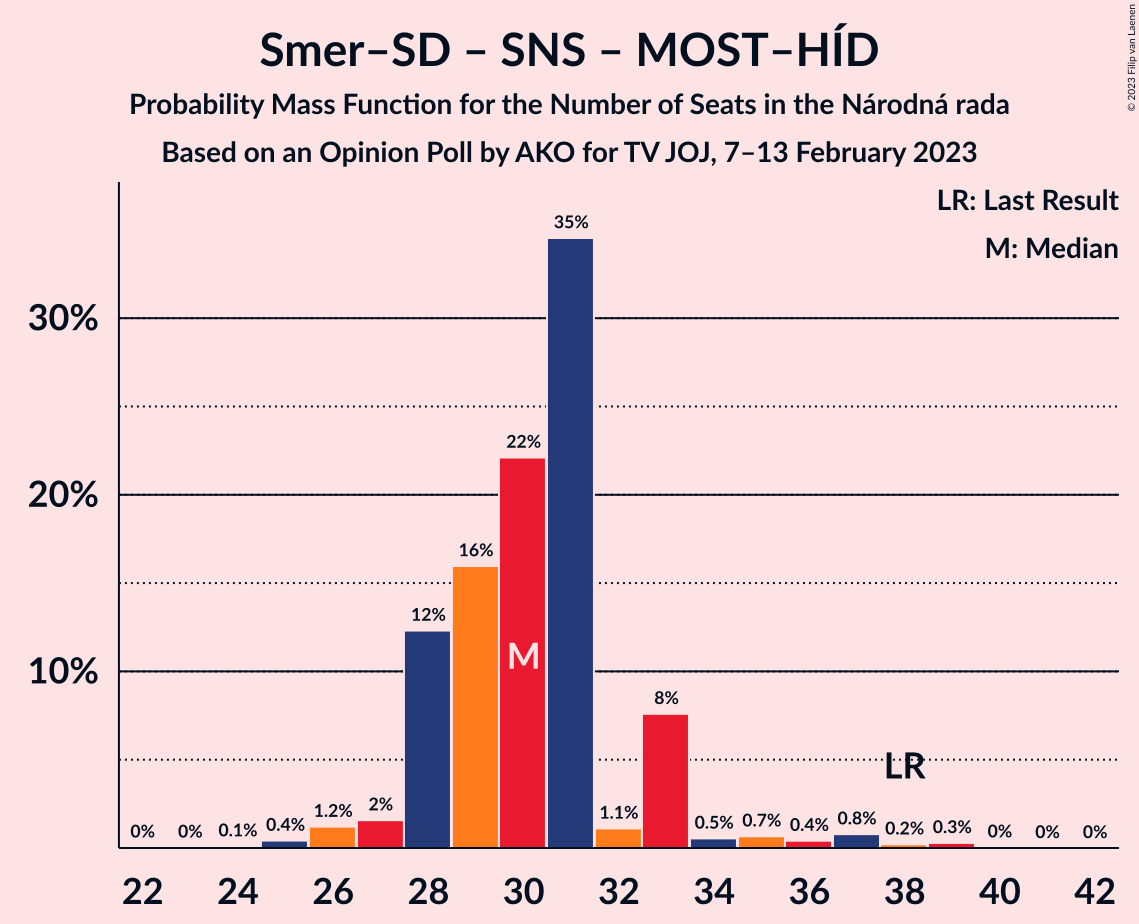 Smer–SD – SNS – MOST–HÍD
Probability Mass Function for the Number of Seats in the Národná rada
Based on an Opinion Poll by AKO for TV JOJ, 7–13 February 2023
© 2023 Filip van Laenen
LR: Last Result
M: Median
30%
20%
10%
0%
0%
0.1%
0.4%
1.2%
2%
12%
16%
22%
35%
1.1%
8%
0.5%
0.7%
0.4%
0.8%
0.2%
0.3%
0%
0%
0%
M
LR
22 24 26 28 30 32 34 36 38 40 42